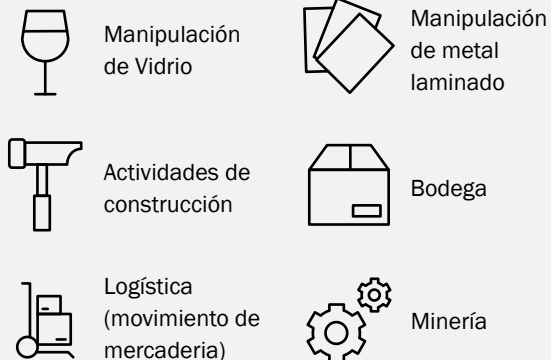 Manipulación
de Vidrio
Manipulación
de metal
laminado
Actividades de
construcción
Bodega
Logística
(movimiento de
mercaderia)
Minería